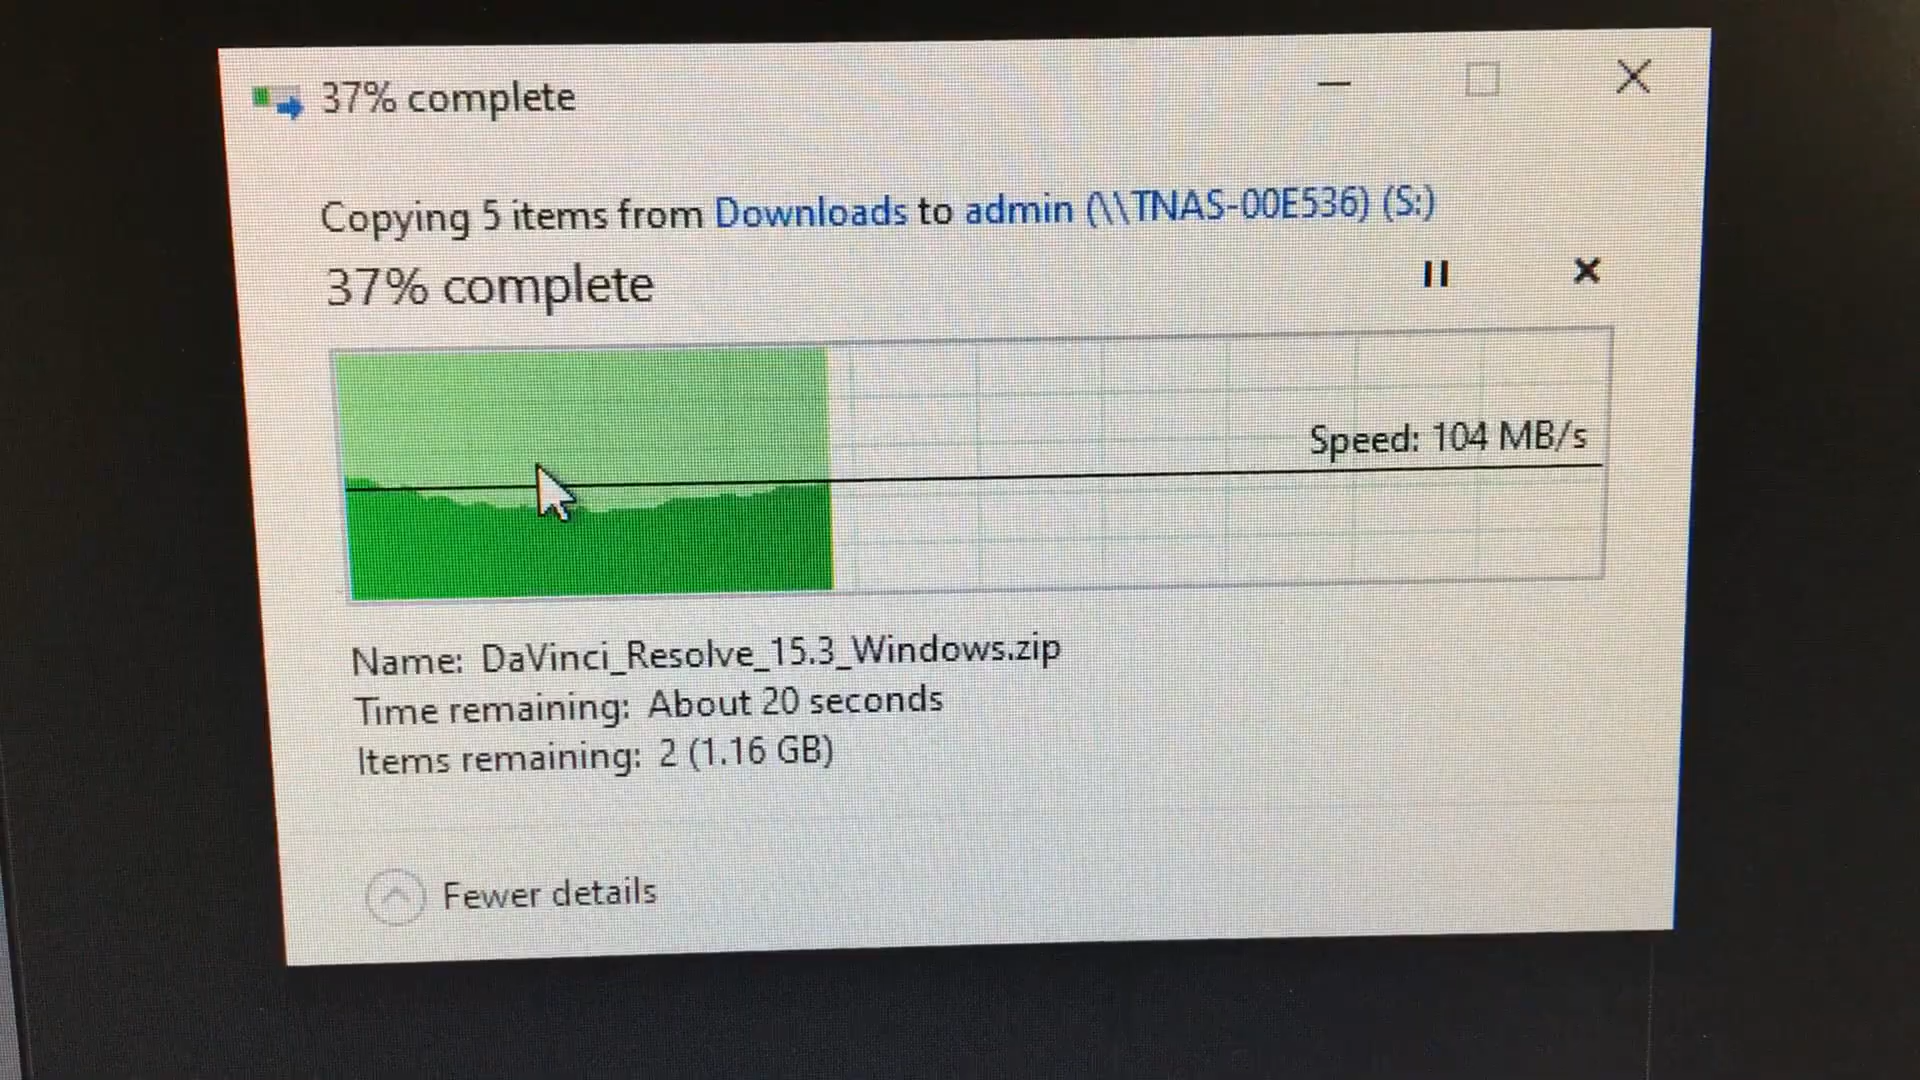 37% complete
Copying 5 items from Downloads to admin (\\TNAS-00E536) (S:)
37% complete
Speed: 104 MB/s
Name: DaVinci_Resolve_15.3_Windows.zip
Time remaining: About 20 seconds
Items remaining: 2 (1.16 GB)
Fewer details